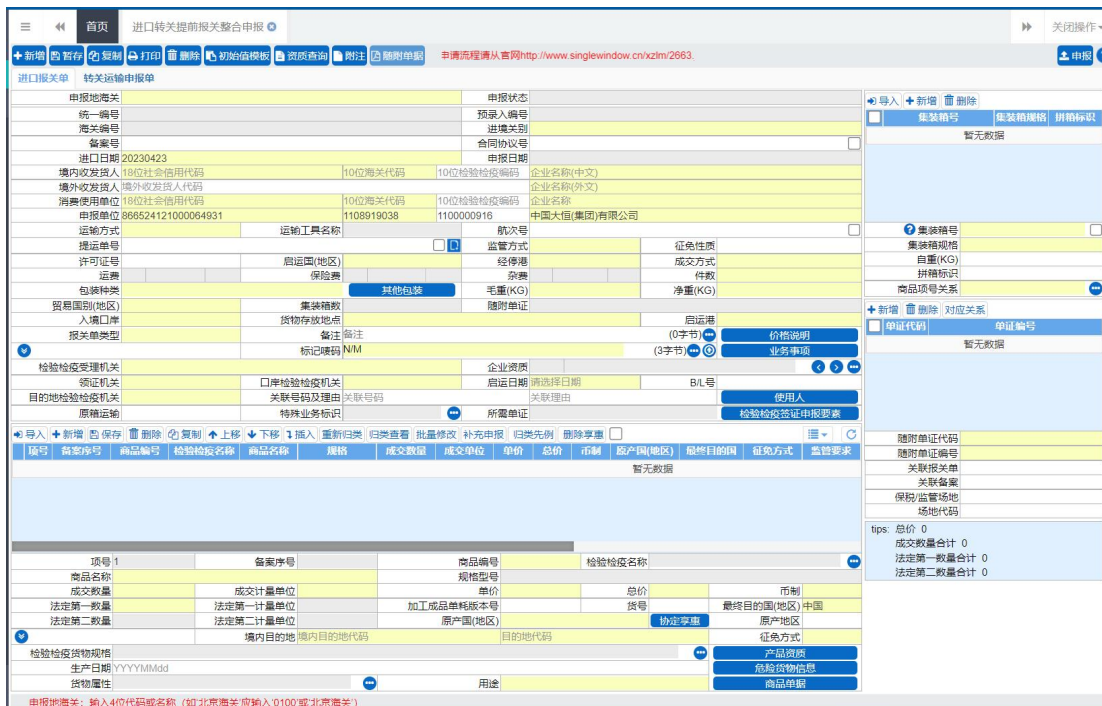 首页 进口转关提前报关整合申报 关闭操作
新增 暂存 复制 打印 删除 初始值模板 资质查询 附注 随附单据 申请流程请从官网http://www.singlewindow.cn/xzlm/2663. 申报
进口报关单 转关运输申报单
申报地海关 申报状态
统一编号 预录入编号
海关编号 进境关别
备案号 合同协议号
进口日期 20230423 申报日期
境内收发货人 18位社会信用代码 10位海关代码 10位检验检疫编码 企业名称(中文)
境外收发货人 境外收发货人代码 企业名称(外文)
消费使用单位 18位社会信用代码 10位海关代码 10位检验检疫编码 企业名称
申报单位 866524121000064931 1108919038 1100000916 中国大恒(集团)有限公司
运输方式 运输工具名称 航次号
提运单号 监管方式 征免性质
许可证号 启运国(地区) 经停港 成交方式
运费 保险费 杂费 件数
包装种类 其他包装 毛重(KG) 净重(KG)
贸易国别(地区) 集装箱数 随附单证
入境口岸 货物存放地点 启运港
报关单类型 备注 备注 (0字节) 价格说明
标记唛码 N/M (3字节) 业务事项
检验检疫受理机关 企业资质
领证机关 口岸检验检疫机关 启运日期 请选择日期 B/L号
目的地检验检疫机关 关联号码及理由 关联号码 关联理由 使用人
原箱运输 特殊业务标识 所需单证 检验检疫签证申报要素
导入 新增 保存 删除 复制 上移 下移 插入 重新归类 归类查看 批量修改 补充申报 归类先例 删除享惠
项号 备案序号 商品编号 检验检疫名称 商品名称 规格 成交数量 成交单位 单价 总价 币制 原产国(地区) 最终目的国 征免方式 监管要求
暂无数据
项号 1 备案序号 商品编号 检验检疫名称
商品名称 规格型号
成交数量 成交计量单位 单价 总价 币制
法定第一数量 法定第一计量单位 加工成品单耗版本号 货号 最终目的国(地区) 中国
法定第二数量 法定第二计量单位 原产国(地区) 协定享惠 原产地区
境内目的地 境内目的地代码 目的地代码 征免方式
检验检疫货物规格 产品资质
生产日期 YYYYMMdd 危险货物信息
货物属性 用途 商品单据
申报地海关：输入4位代码或名称（如'北京海关'应输入'0100'或'北京海关'）
导入 新增 删除
集装箱号 集装箱规格 拼箱标识
暂无数据
集装箱号
集装箱规格
自重(KG)
拼箱标识
商品项号关系
新增 删除 对应关系
单证代码 单证编号
暂无数据
随附单证代码
随附单证编号
关联报关单
关联备案
保税/监管场地
场地代码
tips: 总价 0
成交数量合计 0
法定第一数量合计 0
法定第二数量合计 0